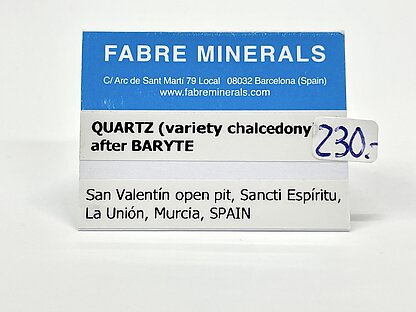 FABRE MINERALS
C/ Arc de Sant Martí 79 Local 08032 Barcelona (Spain)
www.fabreminerals.com
QUARTZ (variety chalcedony)
after BARYTE
230.-
San Valentín open pit, Sancti Espíritu,
La Unión, Murcia, SPAIN